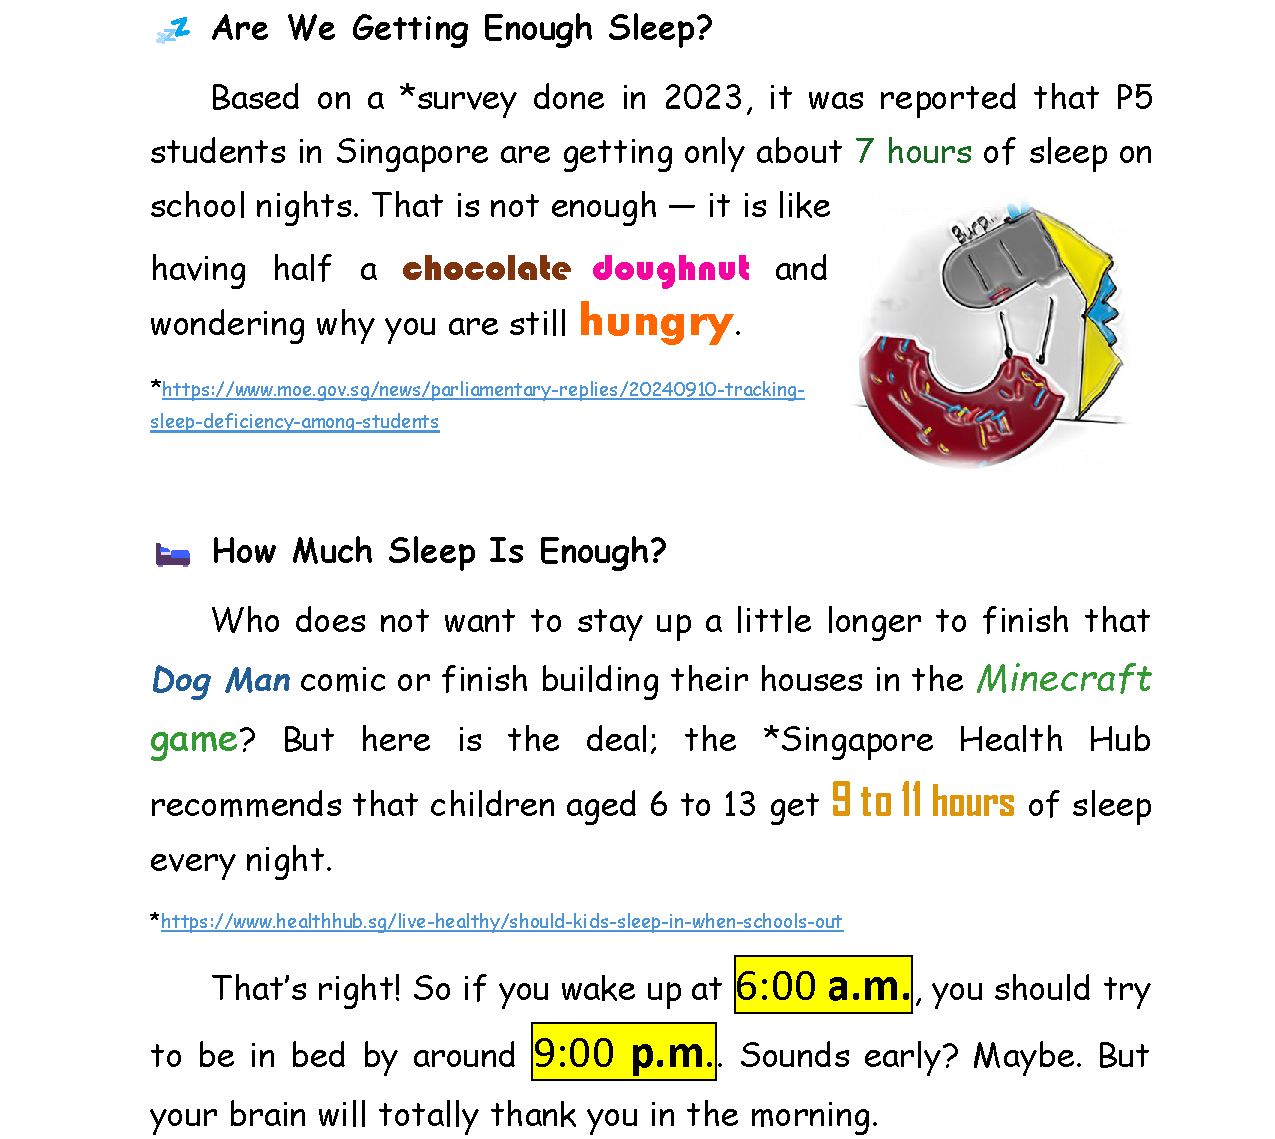 Are We Getting Enough Sleep?
Based on a *survey done in 2023, it was reported that P5
students in Singapore are getting only about 7 hours of sleep on
school nights. That is not enough — it is like
having half a chocolate doughnut and
wondering why you are still hungry.
Burp..
*https://www.moe.gov.sg/news/parliamentary-replies/20240910-tracking-
sleep-deficiency-among-students
How Much Sleep Is Enough?
Who does not want to stay up a little longer to finish that
Dog Man comic or finish building their houses in the Minecraft
game? But here is the deal; the *Singapore Health Hub
recommends that children aged 6 to 13 get 9 to 11 hours of sleep
every night.
*https://www.healthhub.sg/live-healthy/should-kids-sleep-in-when-schools-out
That’s right! So if you wake up at 6:00 a.m., you should try
to be in bed by around 9:00 p.m.. Sounds early? Maybe. But
your brain will totally thank you in the morning.